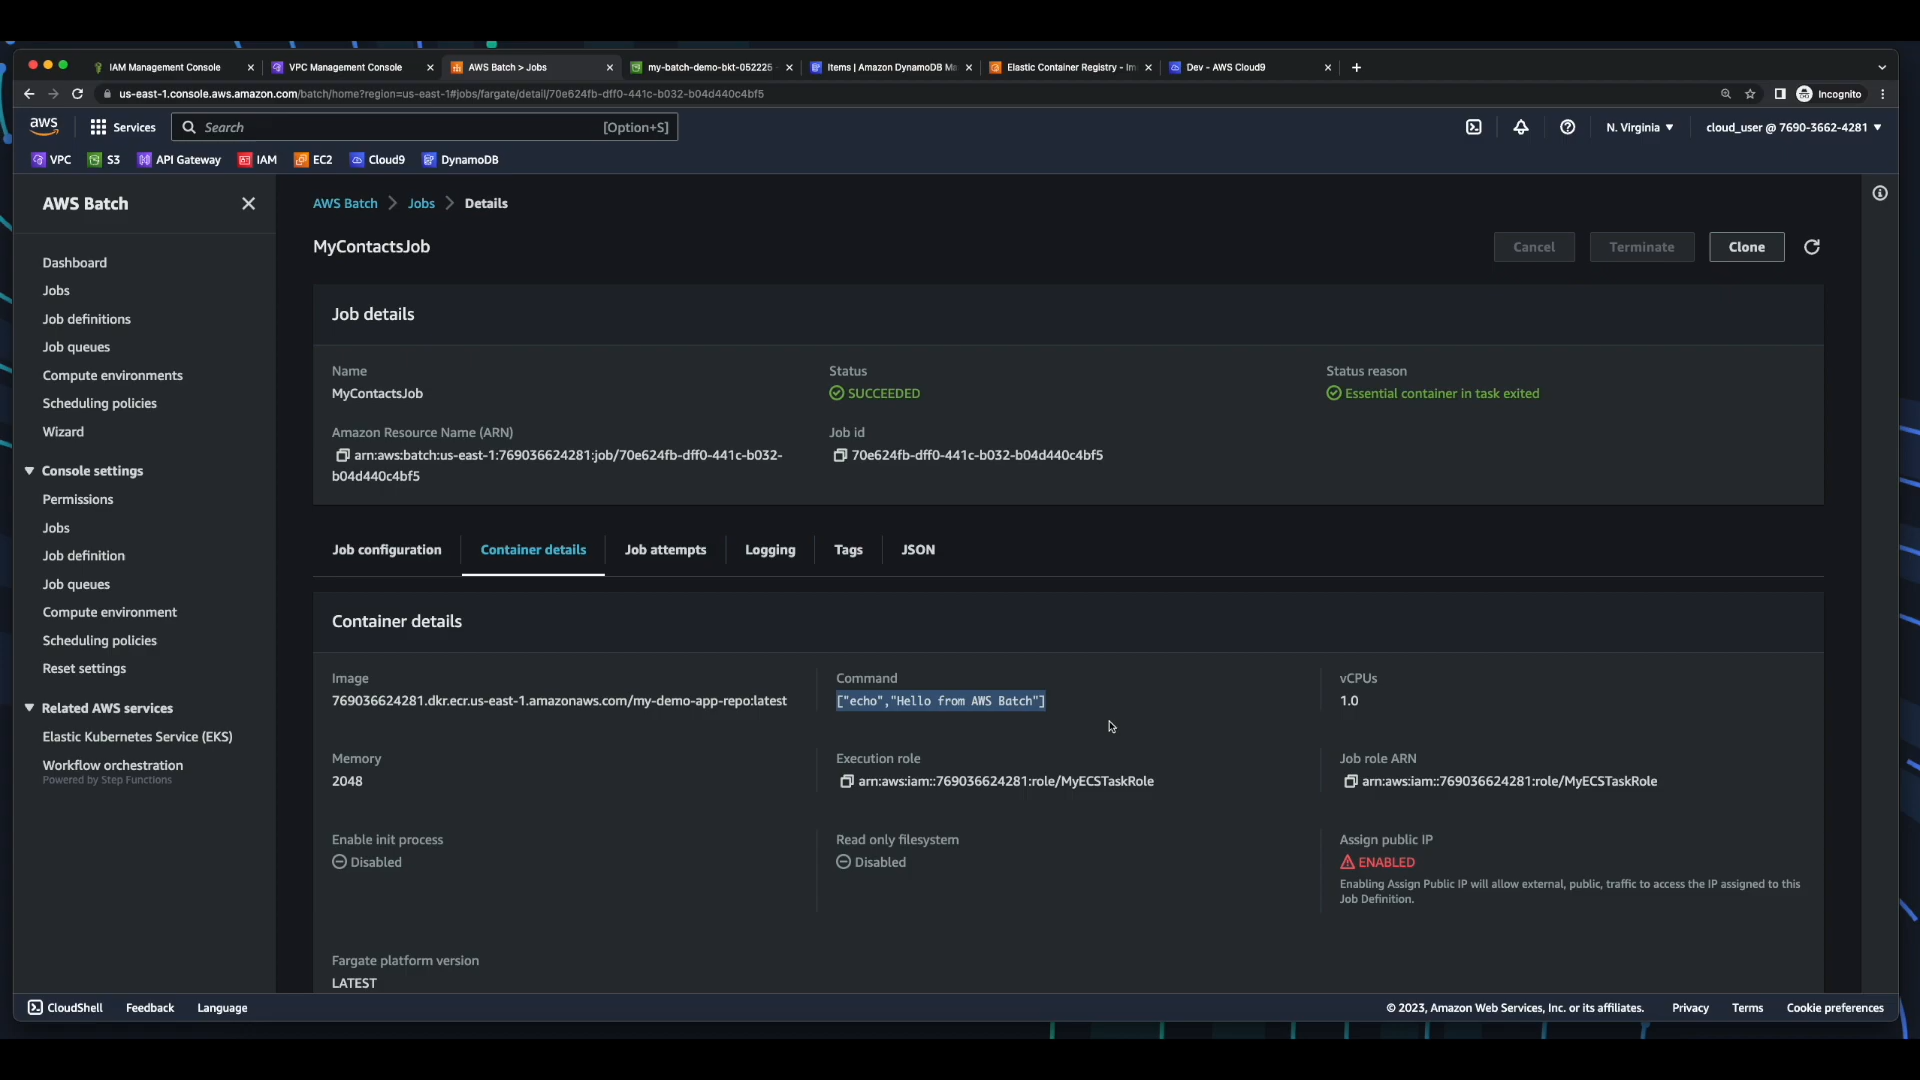 IAM Management Console
VPC Management Console
AWS Batch > Jobs
my-batch-demo-bkt-052225
Items | Amazon DynamoDB Ma
Elastic Container Registry - Im
Dev - AWS Cloud9
us-east-1.console.aws.amazon.com/batch/home?region=us-east-1#jobs/fargate/detail/70e624fb-dff0-441c-b032-b04d440c4bf5
Incognito
aws
Services
Search
[Option+S]
N. Virginia
cloud_user @ 7690-3662-4281
VPC
S3
API Gateway
IAM
EC2
Cloud9
DynamoDB
AWS Batch
Dashboard
Jobs
Job definitions
Job queues
Compute environments
Scheduling policies
Wizard
Console settings
Permissions
Jobs
Job definition
Job queues
Compute environment
Scheduling policies
Reset settings
Related AWS services
Elastic Kubernetes Service (EKS)
Workflow orchestration
Powered by Step Functions
AWS Batch > Jobs > Details
MyContactsJob
Cancel
Terminate
Clone
Job details
Name
MyContactsJob
Status
SUCCEEDED
Status reason
Essential container in task exited
Amazon Resource Name (ARN)
arn:aws:batch:us-east-1:769036624281:job/70e624fb-dff0-441c-b032-
b04d440c4bf5
Job id
70e624fb-dff0-441c-b032-b04d440c4bf5
Job configuration
Container details
Job attempts
Logging
Tags
JSON
Container details
Image
769036624281.dkr.ecr.us-east-1.amazonaws.com/my-demo-app-repo:latest
Command
["echo","Hello from AWS Batch"]
vCPUs
1.0
Memory
2048
Execution role
arn:aws:iam::769036624281:role/MyECSTaskRole
Job role ARN
arn:aws:iam::769036624281:role/MyECSTaskRole
Enable init process
Disabled
Read only filesystem
Disabled
Assign public IP
ENABLED
Enabling Assign Public IP will allow external, public, traffic to access the IP assigned to this
Job Definition.
Fargate platform version
LATEST
CloudShell
Feedback
Language
© 2023, Amazon Web Services, Inc. or its affiliates.
Privacy
Terms
Cookie preferences